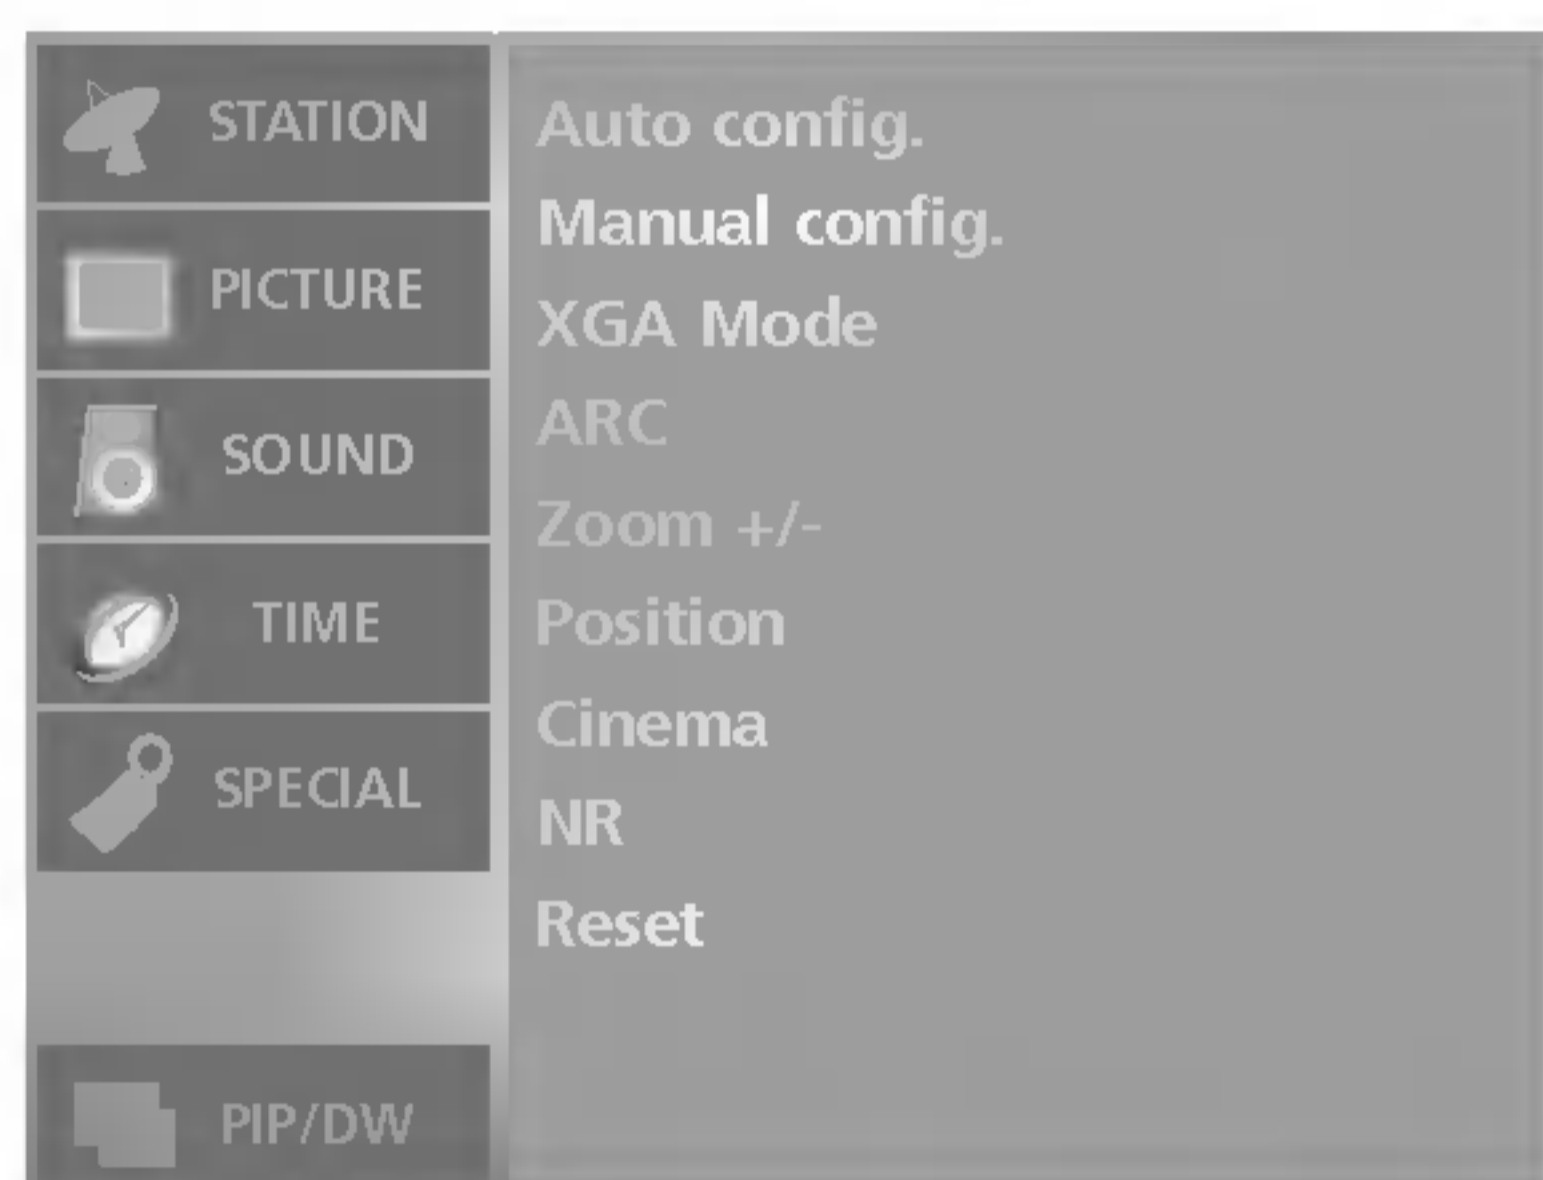 STATION
PICTURE
SOUND
TIME
SPECIAL
PIP/DW
Auto config.
Manual config.
XGA Mode
ARC
Zoom +/-
Position
Cinema
NR
Reset